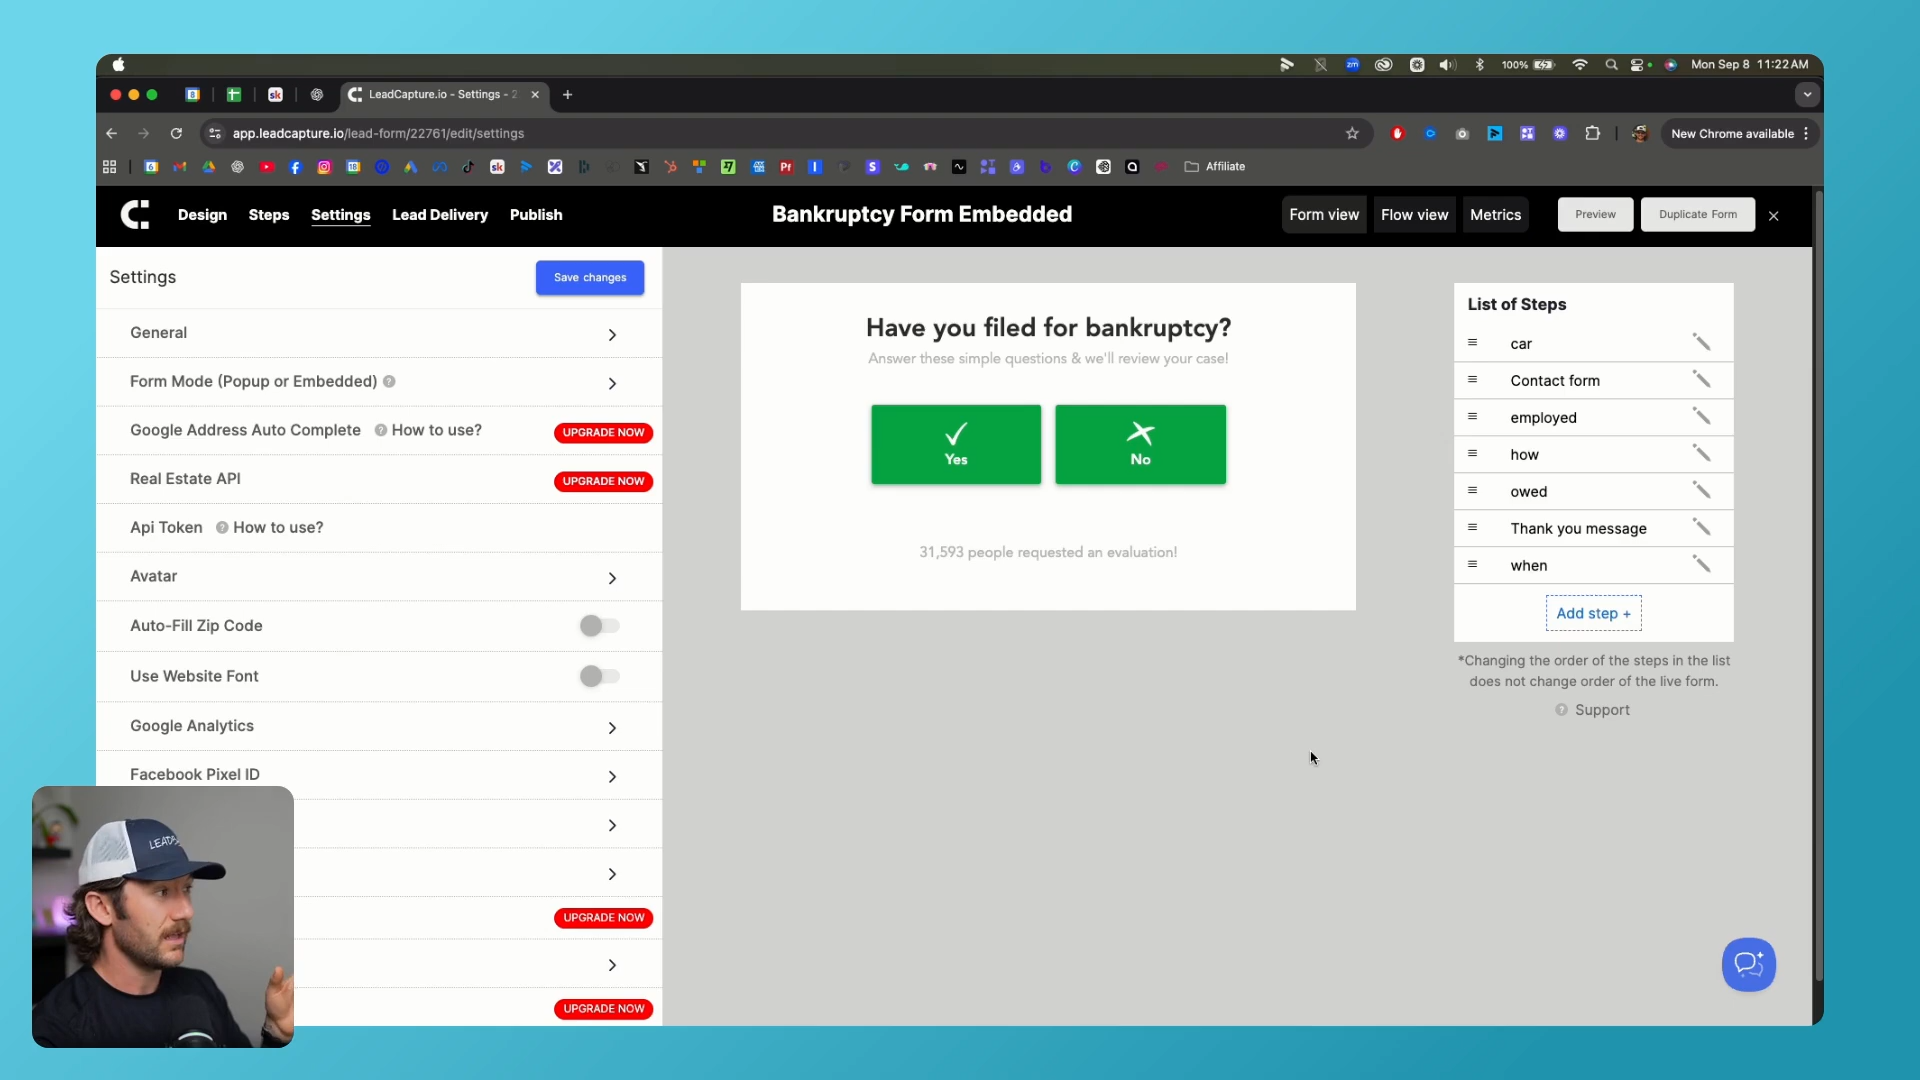 zm
100%
Mon Sep 8 11:22AM
sk
LeadCapture.io - Settings - 2
app.leadcapture.io/lead-form/22761/edit/settings
New Chrome available
sk
Pr
Affiliate
Design
Steps
Settings
Lead Delivery
Publish
Bankruptcy Form Embedded
Form view
Flow view
Metrics
Preview
Duplicate Form
Settings
Save changes
General
Form Mode (Popup or Embedded)
Google Address Auto Complete
How to use?
UPGRADE NOW
Real Estate API
UPGRADE NOW
Api Token
How to use?
Avatar
Auto-Fill Zip Code
Use Website Font
Google Analytics
Facebook Pixel ID
UPGRADE NOW
UPGRADE NOW
Have you filed for bankruptcy?
Answer these simple questions & we'll review your case!
Yes
No
31,593 people requested an evaluation!
List of Steps
car
Contact form
employed
how
owed
Thank you message
when
Add step +
*Changing the order of the steps in the list
does not change order of the live form.
Support